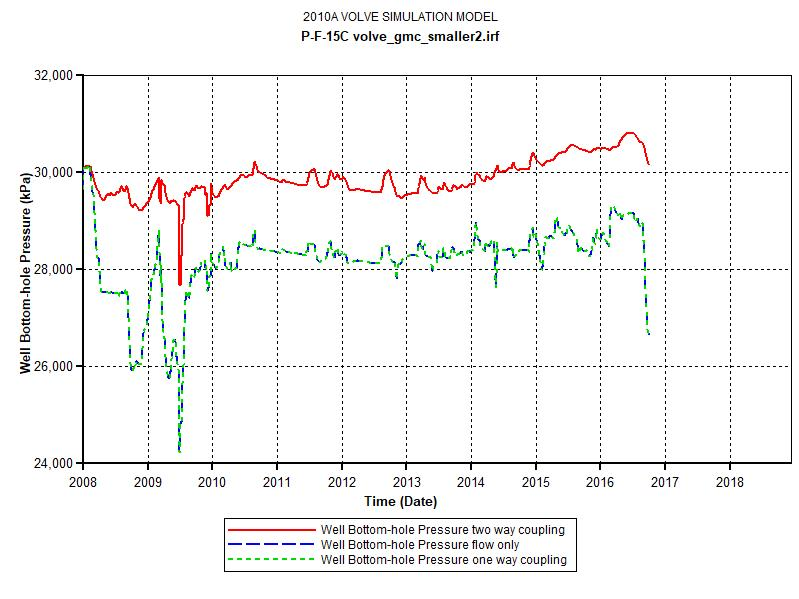 2010A VOLVE SIMULATION MODEL
P-F-15C volve_gmc_smaller2.irf
32,000
30,000
28,000
26,000
24,000
Well Bottom-hole Pressure (kPa)
2008 2009 2010 2011 2012 2013 2014 2015 2016 2017 2018
Time (Date)
Well Bottom-hole Pressure two way coupling
Well Bottom-hole Pressure flow only
Well Bottom-hole Pressure one way coupling